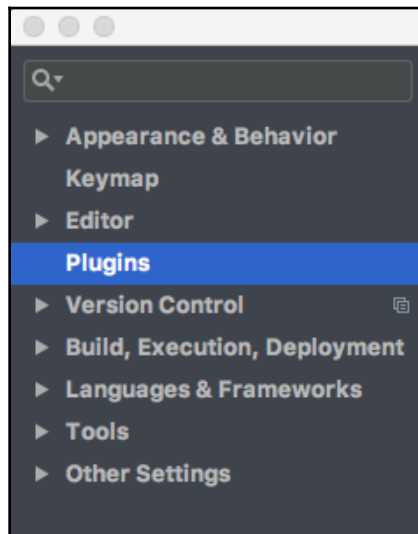 Appearance & Behavior
Keymap
Editor
Plugins
Version Control
Build, Execution, Deployment
Languages & Frameworks
Tools
Other Settings